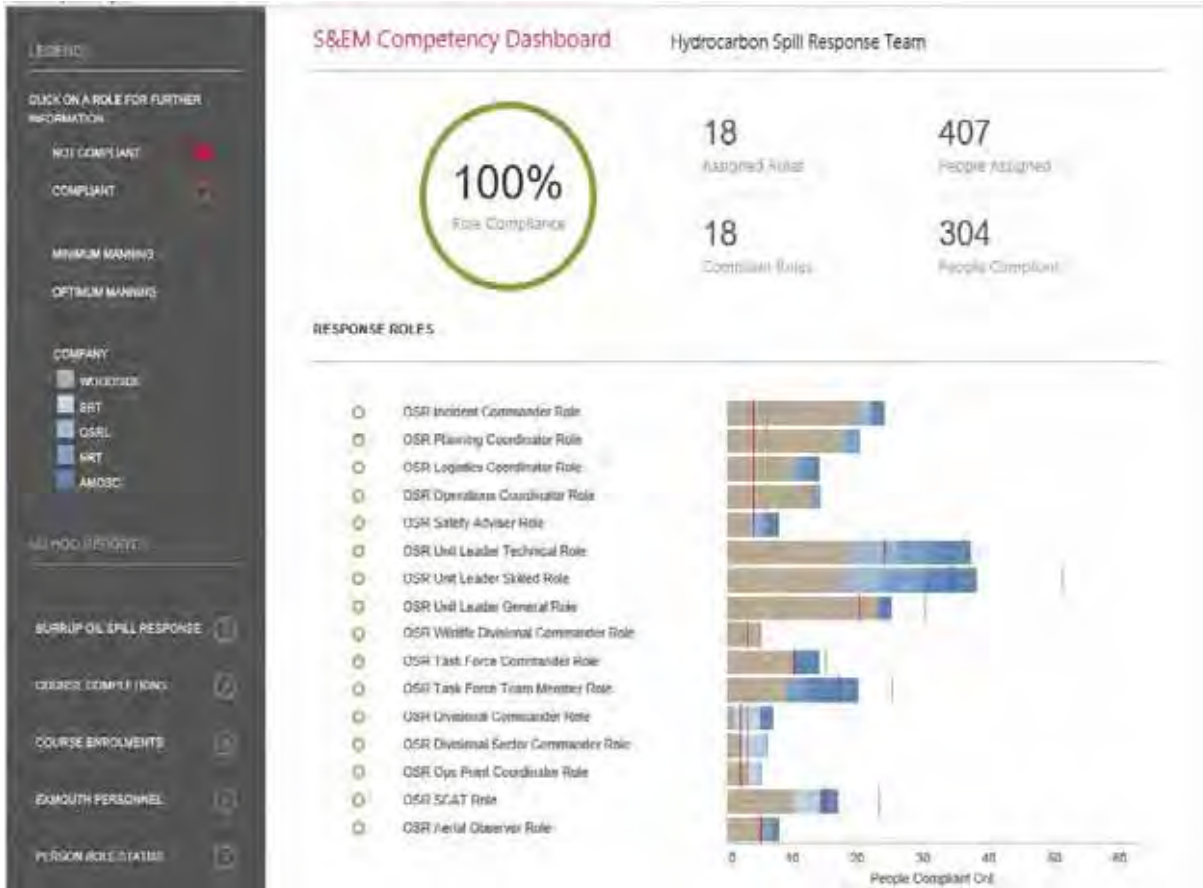 LEGEND
CLICK ON A ROLE FOR FURTHER
INFORMATION
NOT COMPLIANT
COMPLIANT
MINIMUM MANNING
OPTIMUM MANNING
COMPANY
WOODSIDE
OSRL
AMOSC
BURRUP OIL SPILL RESPONSE
COURSE COMPLETIONS
COURSE ENROLMENTS
EXMOUTH PERSONNEL
PERSON ROLE STATUS
S&EM Competency Dashboard
Hydrocarbon Spill Response Team
100%
Role Compliance
18
Assigned Roles
407
People Assigned
18
Compliant Roles
304
People Compliant
RESPONSE ROLES
OSR Incident Commander Role
OSR Planning Coordinator Role
OSR Logistics Coordinator Role
OSR Operations Coordinator Role
OSR Safety Adviser Role
OSR Unit Leader Technical Role
OSR Unit Leader Skilled Role
OSR Unit Leader General Role
OSR Wildlife Divisional Commander Role
OSR Task Force Commander Role
OSR Task Force Team Member Role
OSR Divisional Commander Role
OSR Divisional Sector Commander Role
OSR Ops Point Coordinator Role
OSR SCAT Role
OSR Aerial Observer Role
0 10 20 30 40 50 60
People Compliant Cnt